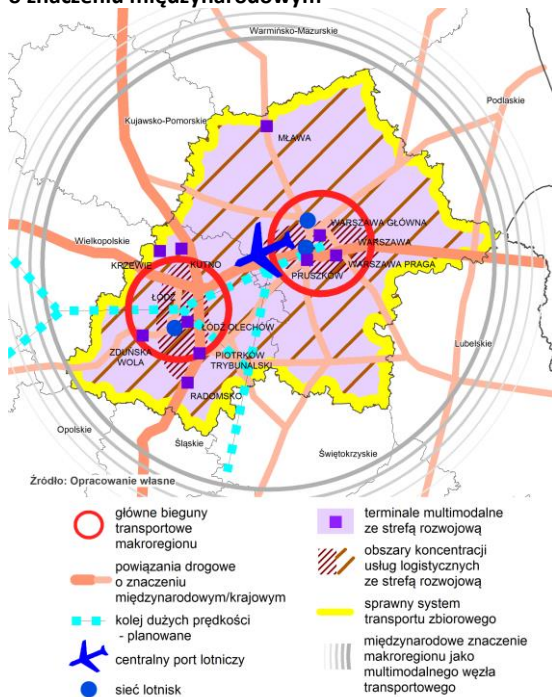 o znaczeniu międzynarodowym
Warmińsko-Mazurskie
Podlaskie
Kujawsko-Pomorskie
MŁAWA
WARSZAWA GŁÓWNA
Wielkopolskie
WARSZAWA
KRZEWIE
KUTNO
WARSZAWA PRAGA
PRUSZKÓW
ŁÓDŹ
ŁÓDŹ OLECHÓW
Lubelskie
ZDUŃSKA
WOLA
PIOTRKÓW
TRYBUNALSKI
RADOMSKO
Opolskie
Śląskie
Świętokrzyskie
Źródło: Opracowanie własne
główne bieguny
transportowe
makroregionu
powiązania drogowe
o znaczeniu
międzynarodowym/krajowym
kolej dużych prędkości
- planowane
centralny port lotniczy
sieć lotnisk
terminale multimodalne
ze strefą rozwojową
obszary koncentracji
usług logistycznych
ze strefą rozwojową
sprawny system
transportu zbiorowego
międzynarodowe znaczenie
makroregionu jako
multimodalnego węzła
transportowego